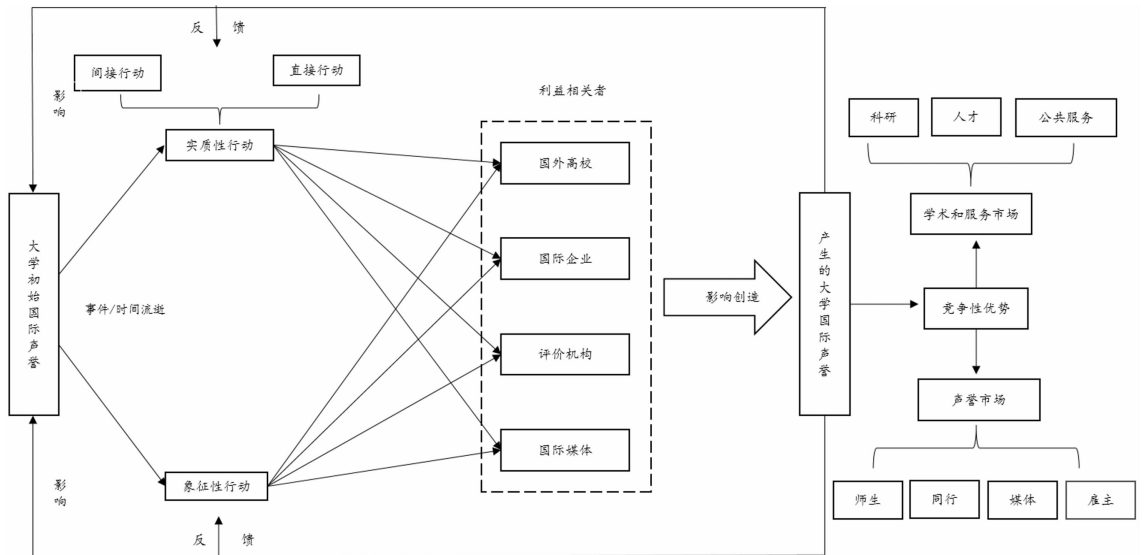 反 馈
间接行动
直接行动
影响
利益相关者
科研
人才
公共服务
实质性行动
国外高校
大学初始国际声誉
产生的大学国际声誉
学术和服务市场
国际企业
事件/时间流逝
影响创造
竞争性优势
评价机构
声誉市场
国际媒体
象征性行动
影响
师生
同行
媒体
雇主
反 馈